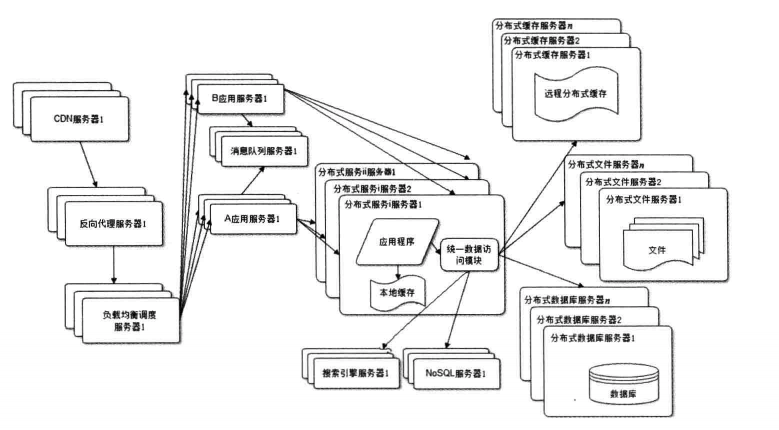 分布式缓存服务器n
分布式缓存服务器2
分布式缓存服务器1
远程分布式缓存
CDN服务器1
B应用服务器1
消息队列服务器1
反向代理服务器1
A应用服务器1
负载均衡调度
服务器1
分布式服务ii服务器1
分布式服务i服务器2
分布式服务i服务器1
应用程序
统一数据访
问模块
本地缓存
分布式文件服务器n
分布式文件服务器2
分布式文件服务器1
文件
搜索引擎服务器1
NoSQL服务器1
分布式数据库服务器n
分布式数据库服务器2
分布式数据库服务器1
数据库